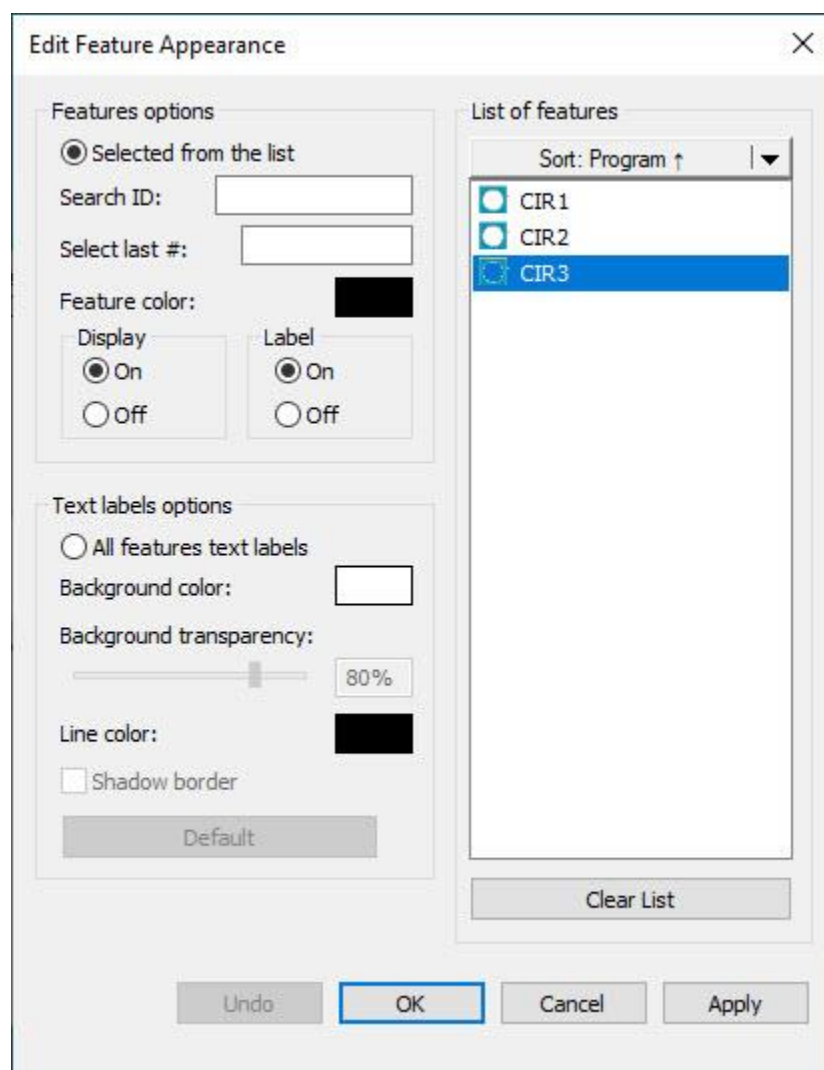 Edit Feature Appearance
Features options
Selected from the list
Search ID:
Select last #:
Feature color:
Display
Label
On
On
Off
Off
Text labels options
All features text labels
Background color:
Background transparency:
80%
Line color:
Shadow border
Default
List of features
Sort: Program ↑
CIR1
CIR2
CIR3
Clear List
Undo
OK
Cancel
Apply